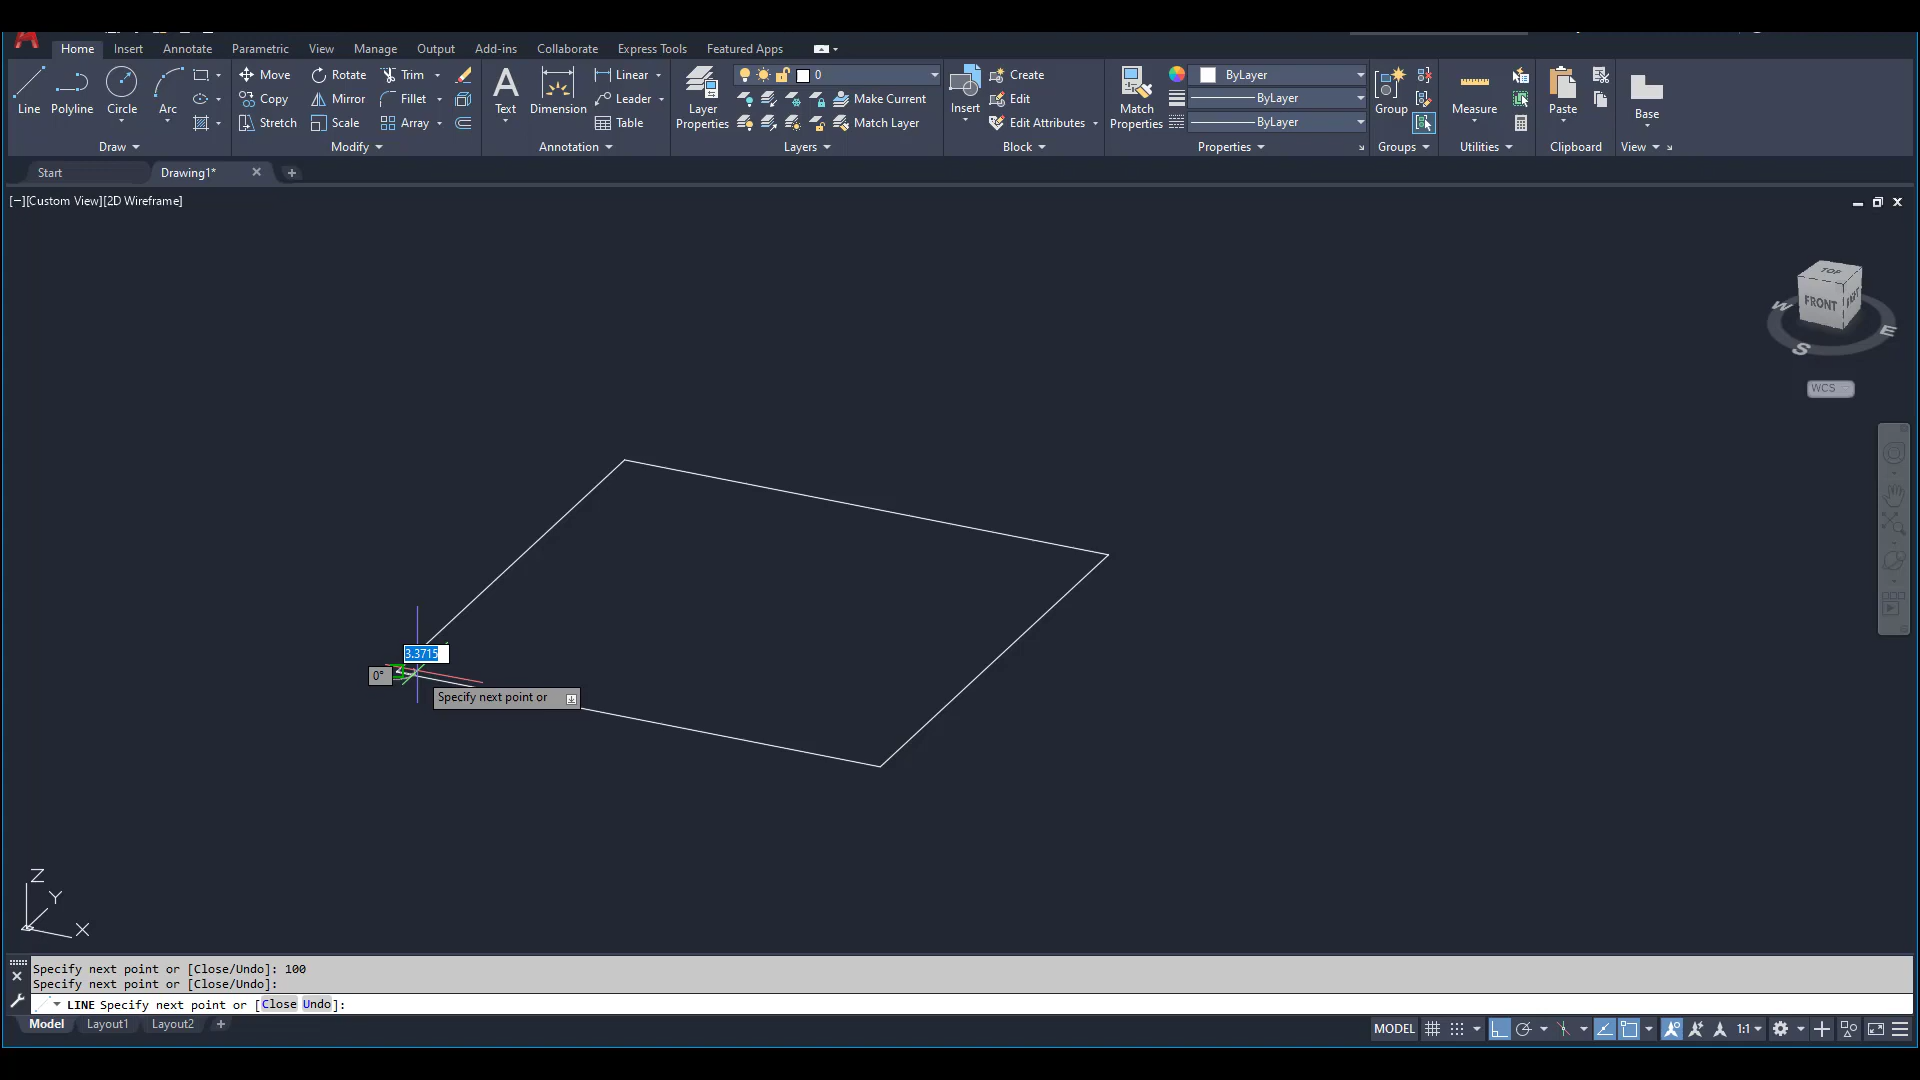 Home Insert Annotate Parametric View Manage Output Add-ins Collaborate Express Tools Featured Apps
Line Polyline Circle Arc
Move Rotate Trim
Copy Mirror Fillet
Stretch Scale Array
Text Dimension
Linear
Leader
Table
Layer Properties
0
Make Current
Match Layer
Insert
Create
Edit
Edit Attributes
Match Properties
ByLayer
ByLayer
ByLayer
Group
Measure
Paste
Base
Draw Modify Annotation Layers Block Properties Groups Utilities Clipboard View
Start Drawing1*
[−][Custom View][2D Wireframe]
TOP
FRONT
W
S
E
WCS
3.3715
0°
Specify next point or
Z
Y
X
Specify next point or [Close/Undo]: 100
Specify next point or [Close/Undo]:
LINE Specify next point or [Close Undo]:
Model Layout1 Layout2
MODEL 1:1